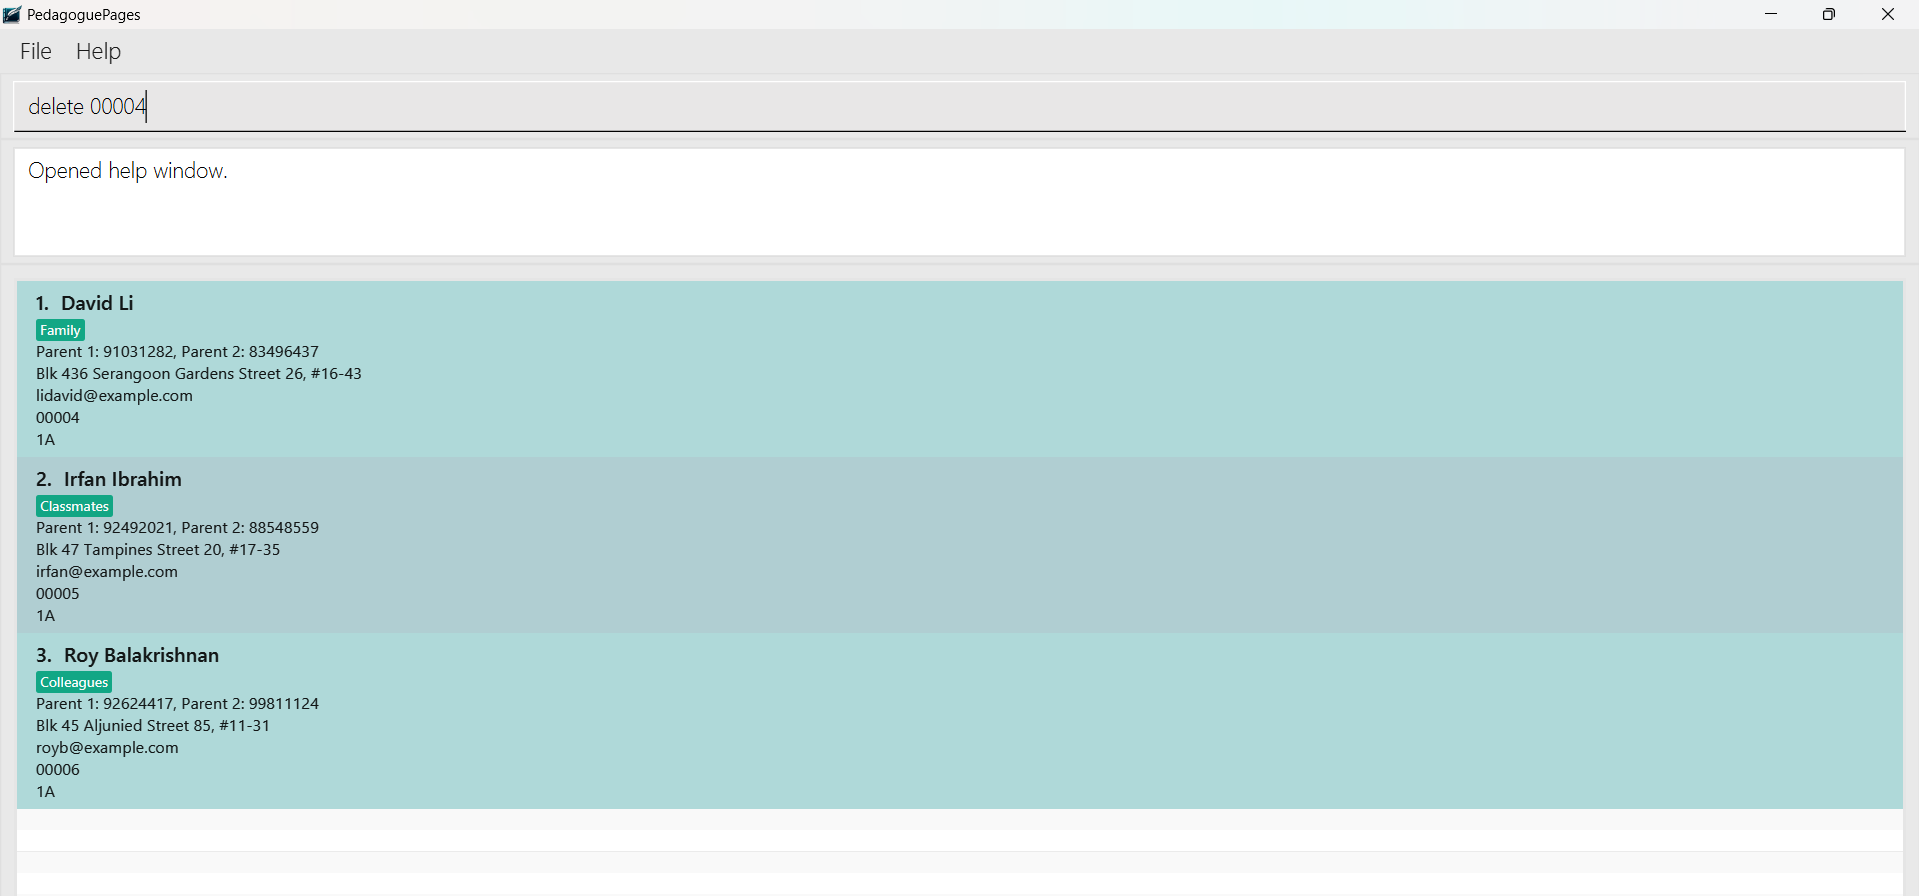 PedagoguePages
File Help
delete 00004
Opened help window.
1. David Li
Family
Parent 1: 91031282, Parent 2: 83496437
Blk 436 Serangoon Gardens Street 26, #16-43
lidavid@example.com
00004
1A
2. Irfan Ibrahim
Classmates
Parent 1: 92492021, Parent 2: 88548559
Blk 47 Tampines Street 20, #17-35
irfan@example.com
00005
1A
3. Roy Balakrishnan
Colleagues
Parent 1: 92624417, Parent 2: 99811124
Blk 45 Aljunied Street 85, #11-31
royb@example.com
00006
1A